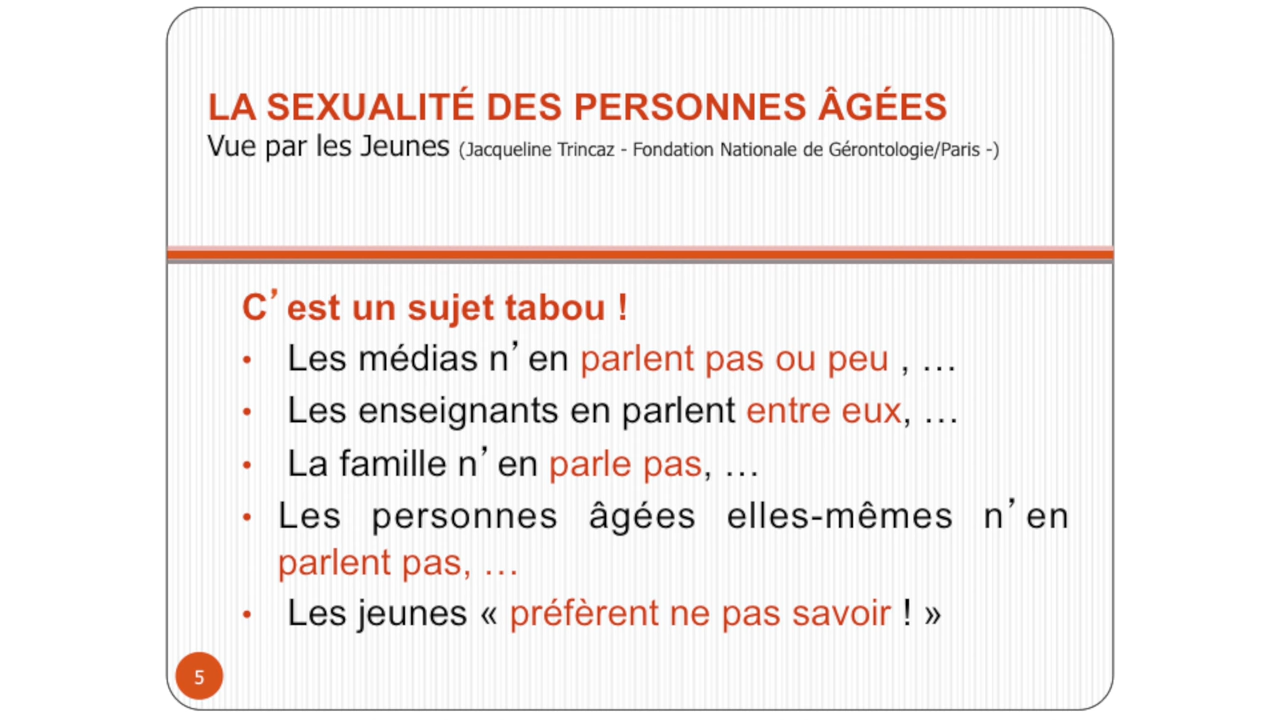 LA SEXUALITÉ DES PERSONNES ÂGÉES
Vue par les Jeunes (Jacqueline Trincaz - Fondation Nationale de Gérontologie/Paris -)
C’est un sujet tabou !
• Les médias n’en parlent pas ou peu , …
• Les enseignants en parlent entre eux, …
• La famille n’en parle pas, …
• Les personnes âgées elles-mêmes n’en
parlent pas, …
• Les jeunes « préfèrent ne pas savoir ! »
5